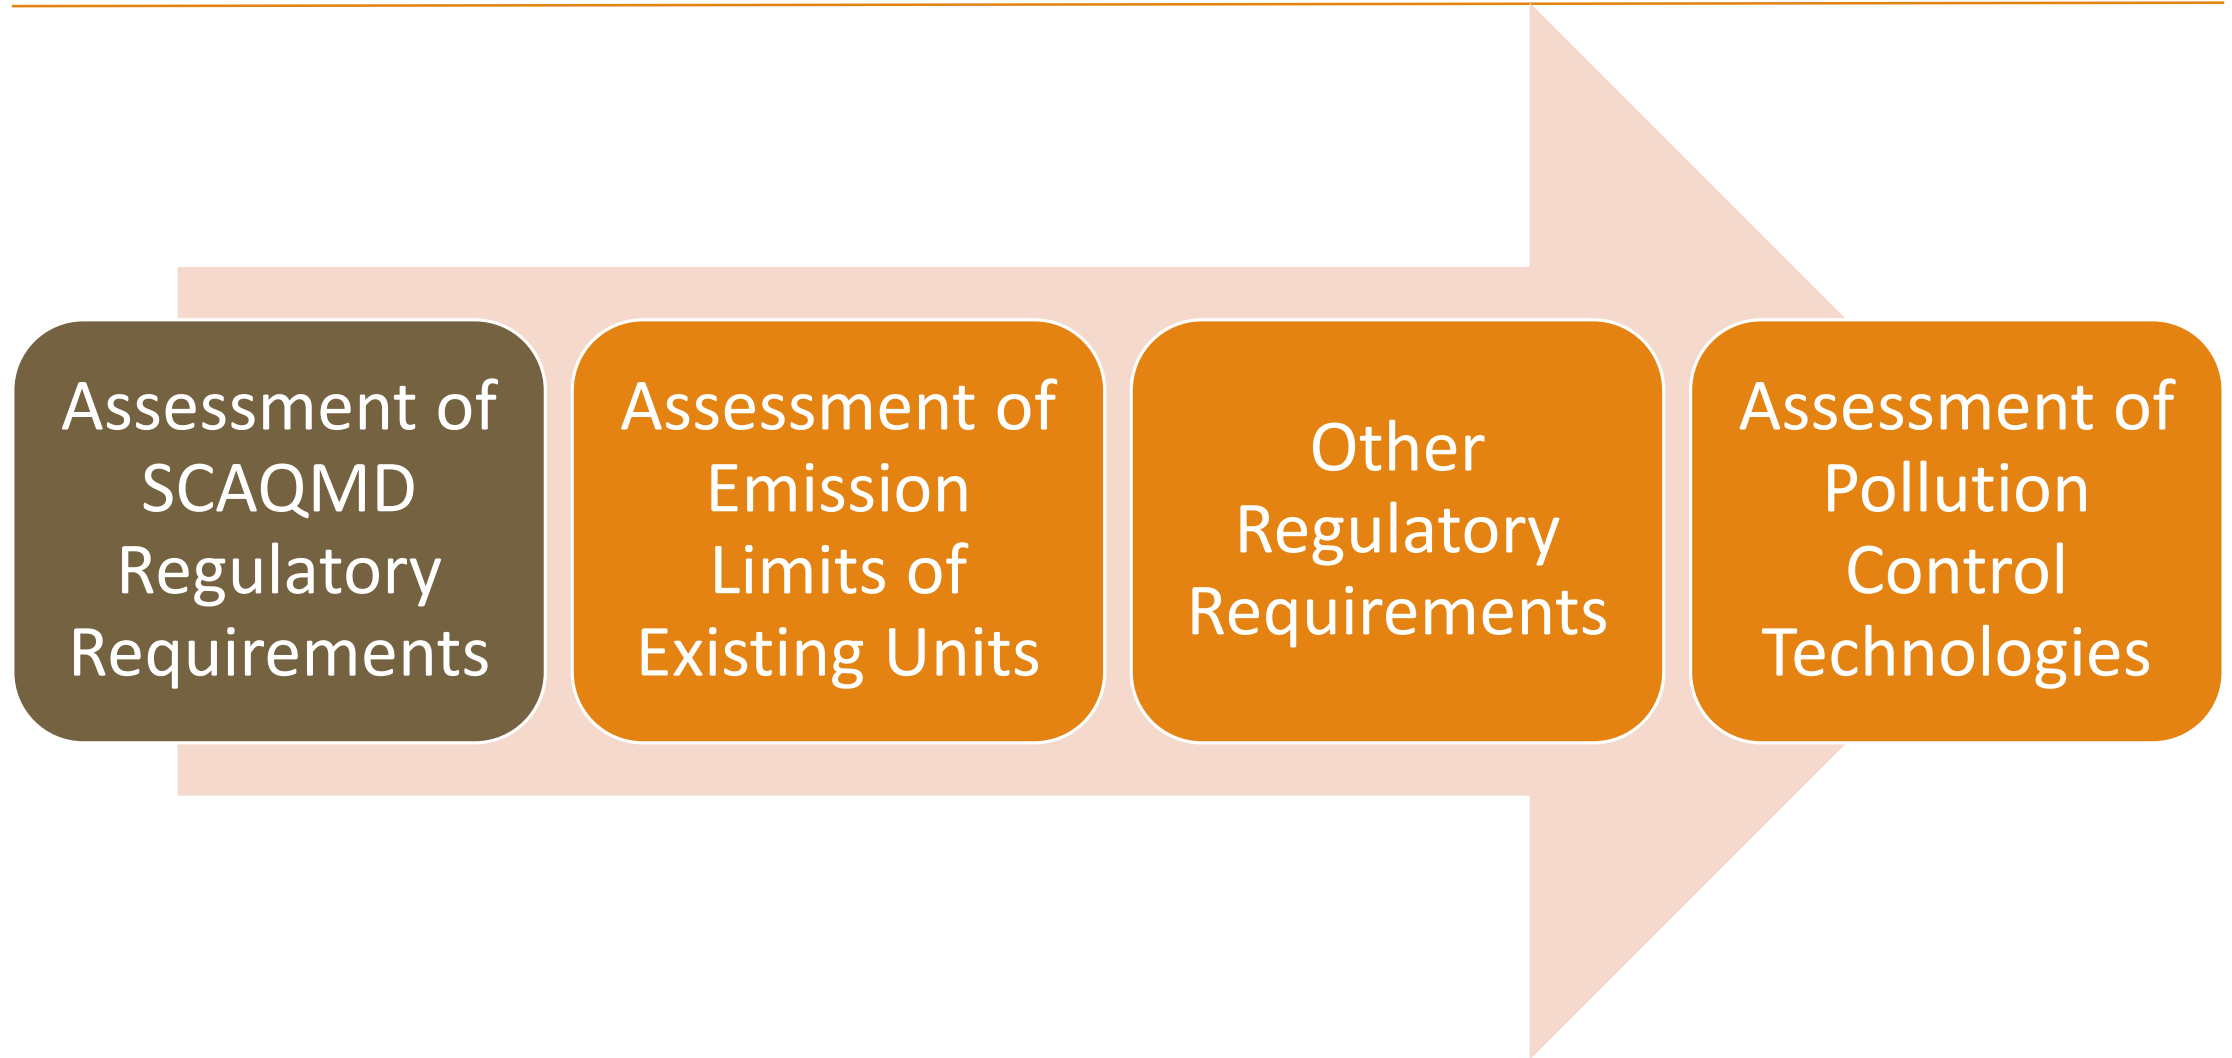 Assessment of
SCAQMD
Regulatory
Requirements
Assessment of
Emission
Limits of
Existing Units
Other
Regulatory
Requirements
Assessment of
Pollution
Control
Technologies